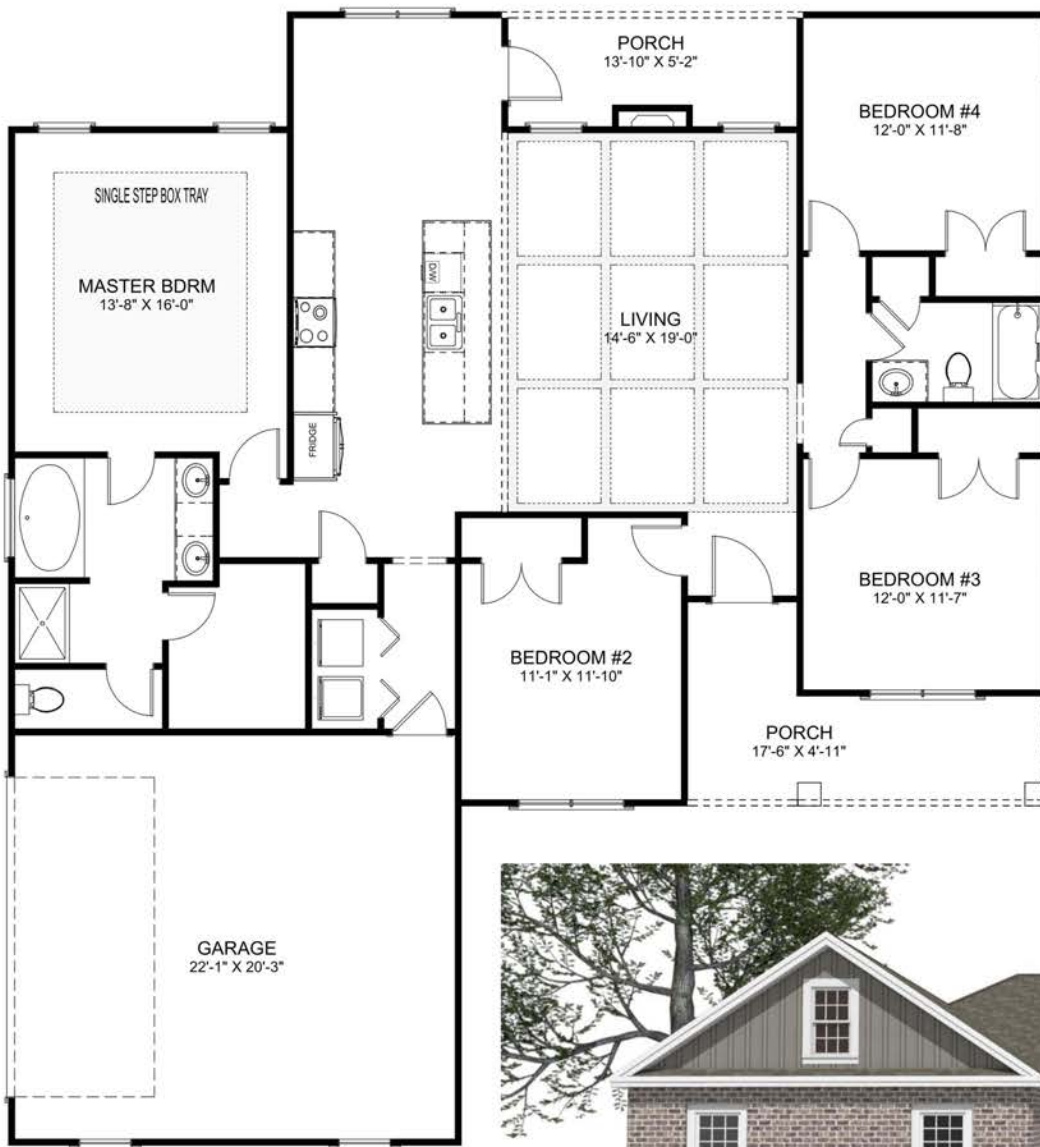 PORCH
13'-10" X 5'-2"
BEDROOM #4
12'-0" X 11'-8"
SINGLE STEP BOX TRAY
MASTER BDRM
13'-8" X 16'-0"
DW
LIVING
14'-6" X 19'-0"
FRIDGE
BEDROOM #3
12'-0" X 11'-7"
BEDROOM #2
11'-1" X 11'-10"
PORCH
17'-6" X 4'-11"
GARAGE
22'-1" X 20'-3"